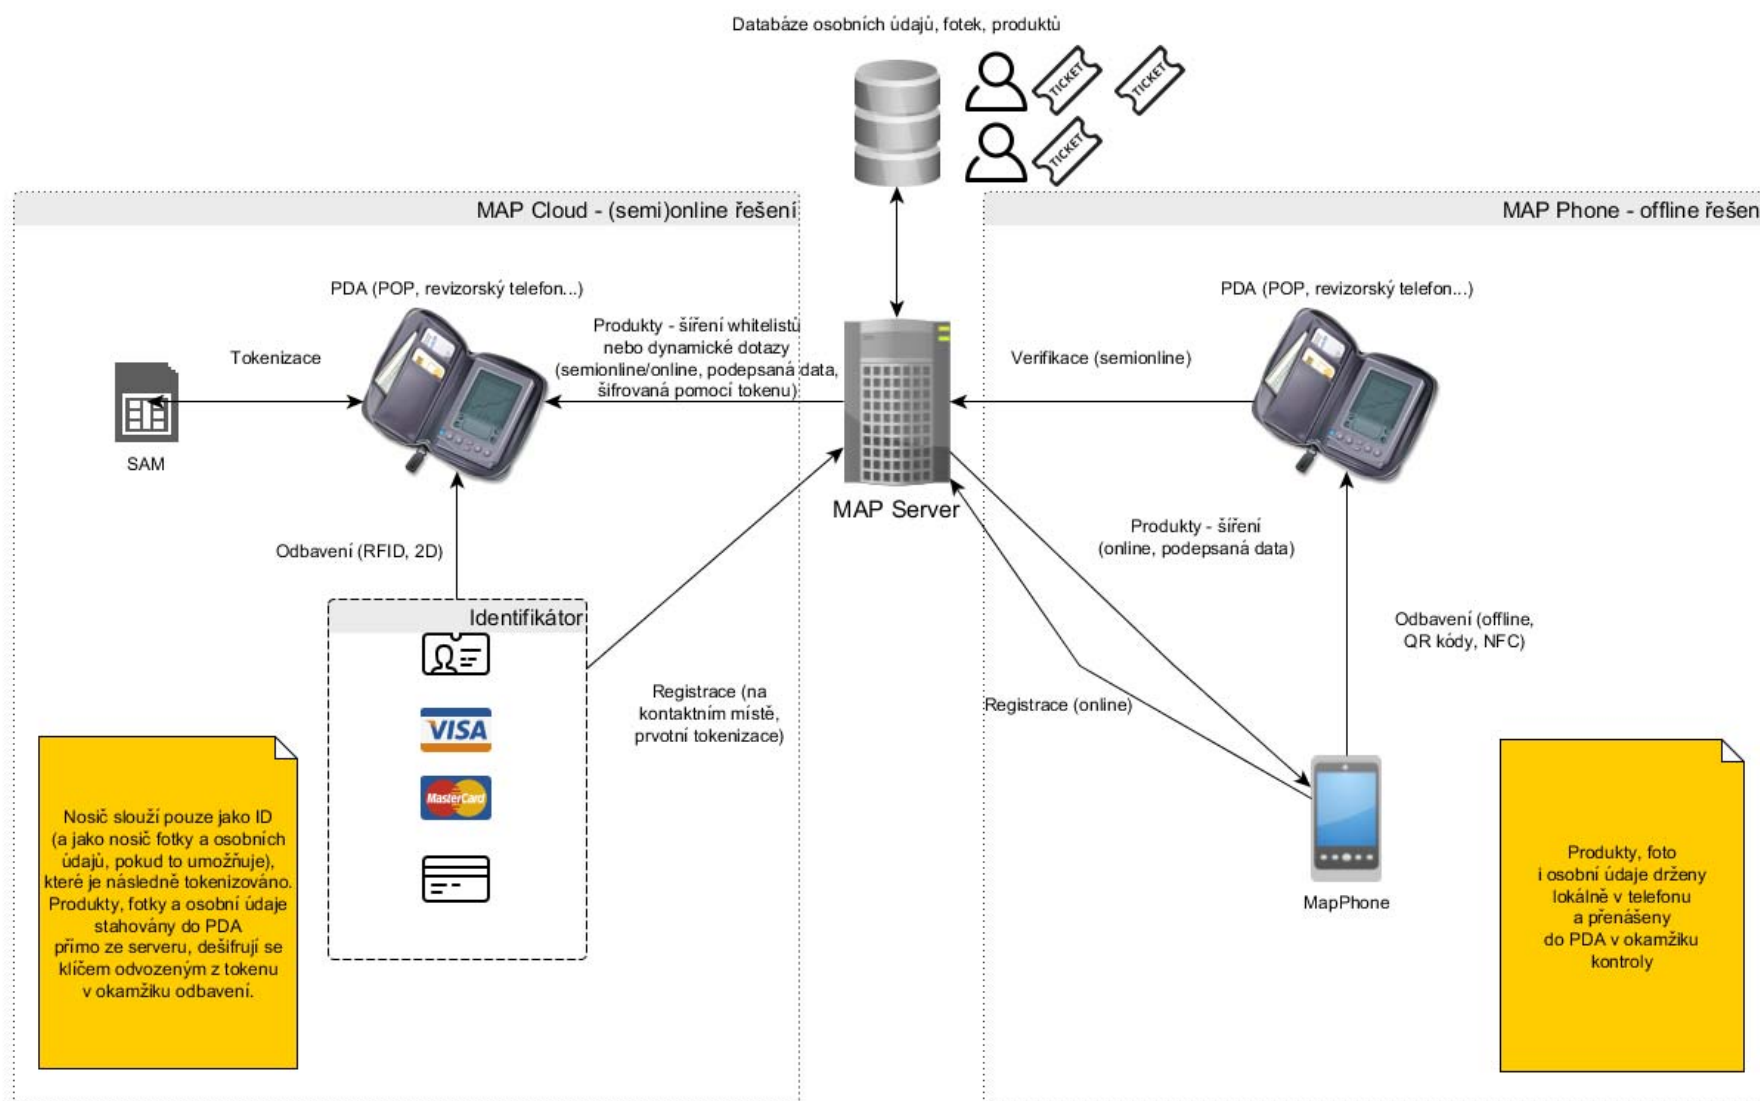 Databáze osobních údajů, fotek, produktů
TICKET
TICKET
TICKET
MAP Cloud - (semi)online řešení
PDA (POP, revizorský telefon...)
Tokenizace
SAM
Produkty - šíření whitelistů
nebo dynamické dotazy
(semionline/online, podepsaná data,
šifrovaná pomocí tokenu)
MAP Server
Odbavení (RFID, 2D)
Identifikátor
VISA
MasterCard
Registrace (na
kontaktním místě,
prvotní tokenizace)
Nosič slouží pouze jako ID
(a jako nosič fotky a osobních
údajů, pokud to umožňuje),
které je následně tokenizováno.
Produkty, fotky a osobní údaje
stahovány do PDA
přímo ze serveru, dešifrují se
klíčem odvozeným z tokenu
v okamžiku odbavení.
MAP Phone - offline řešen
PDA (POP, revizorský telefon...)
Verifikace (semionline)
Produkty - šíření
(online, podepsaná data)
Odbavení (offline,
QR kódy, NFC)
Registrace (online)
MapPhone
Produkty, foto
i osobní údaje drženy
lokálně v telefonu
a přenášeny
do PDA v okamžiku
kontroly